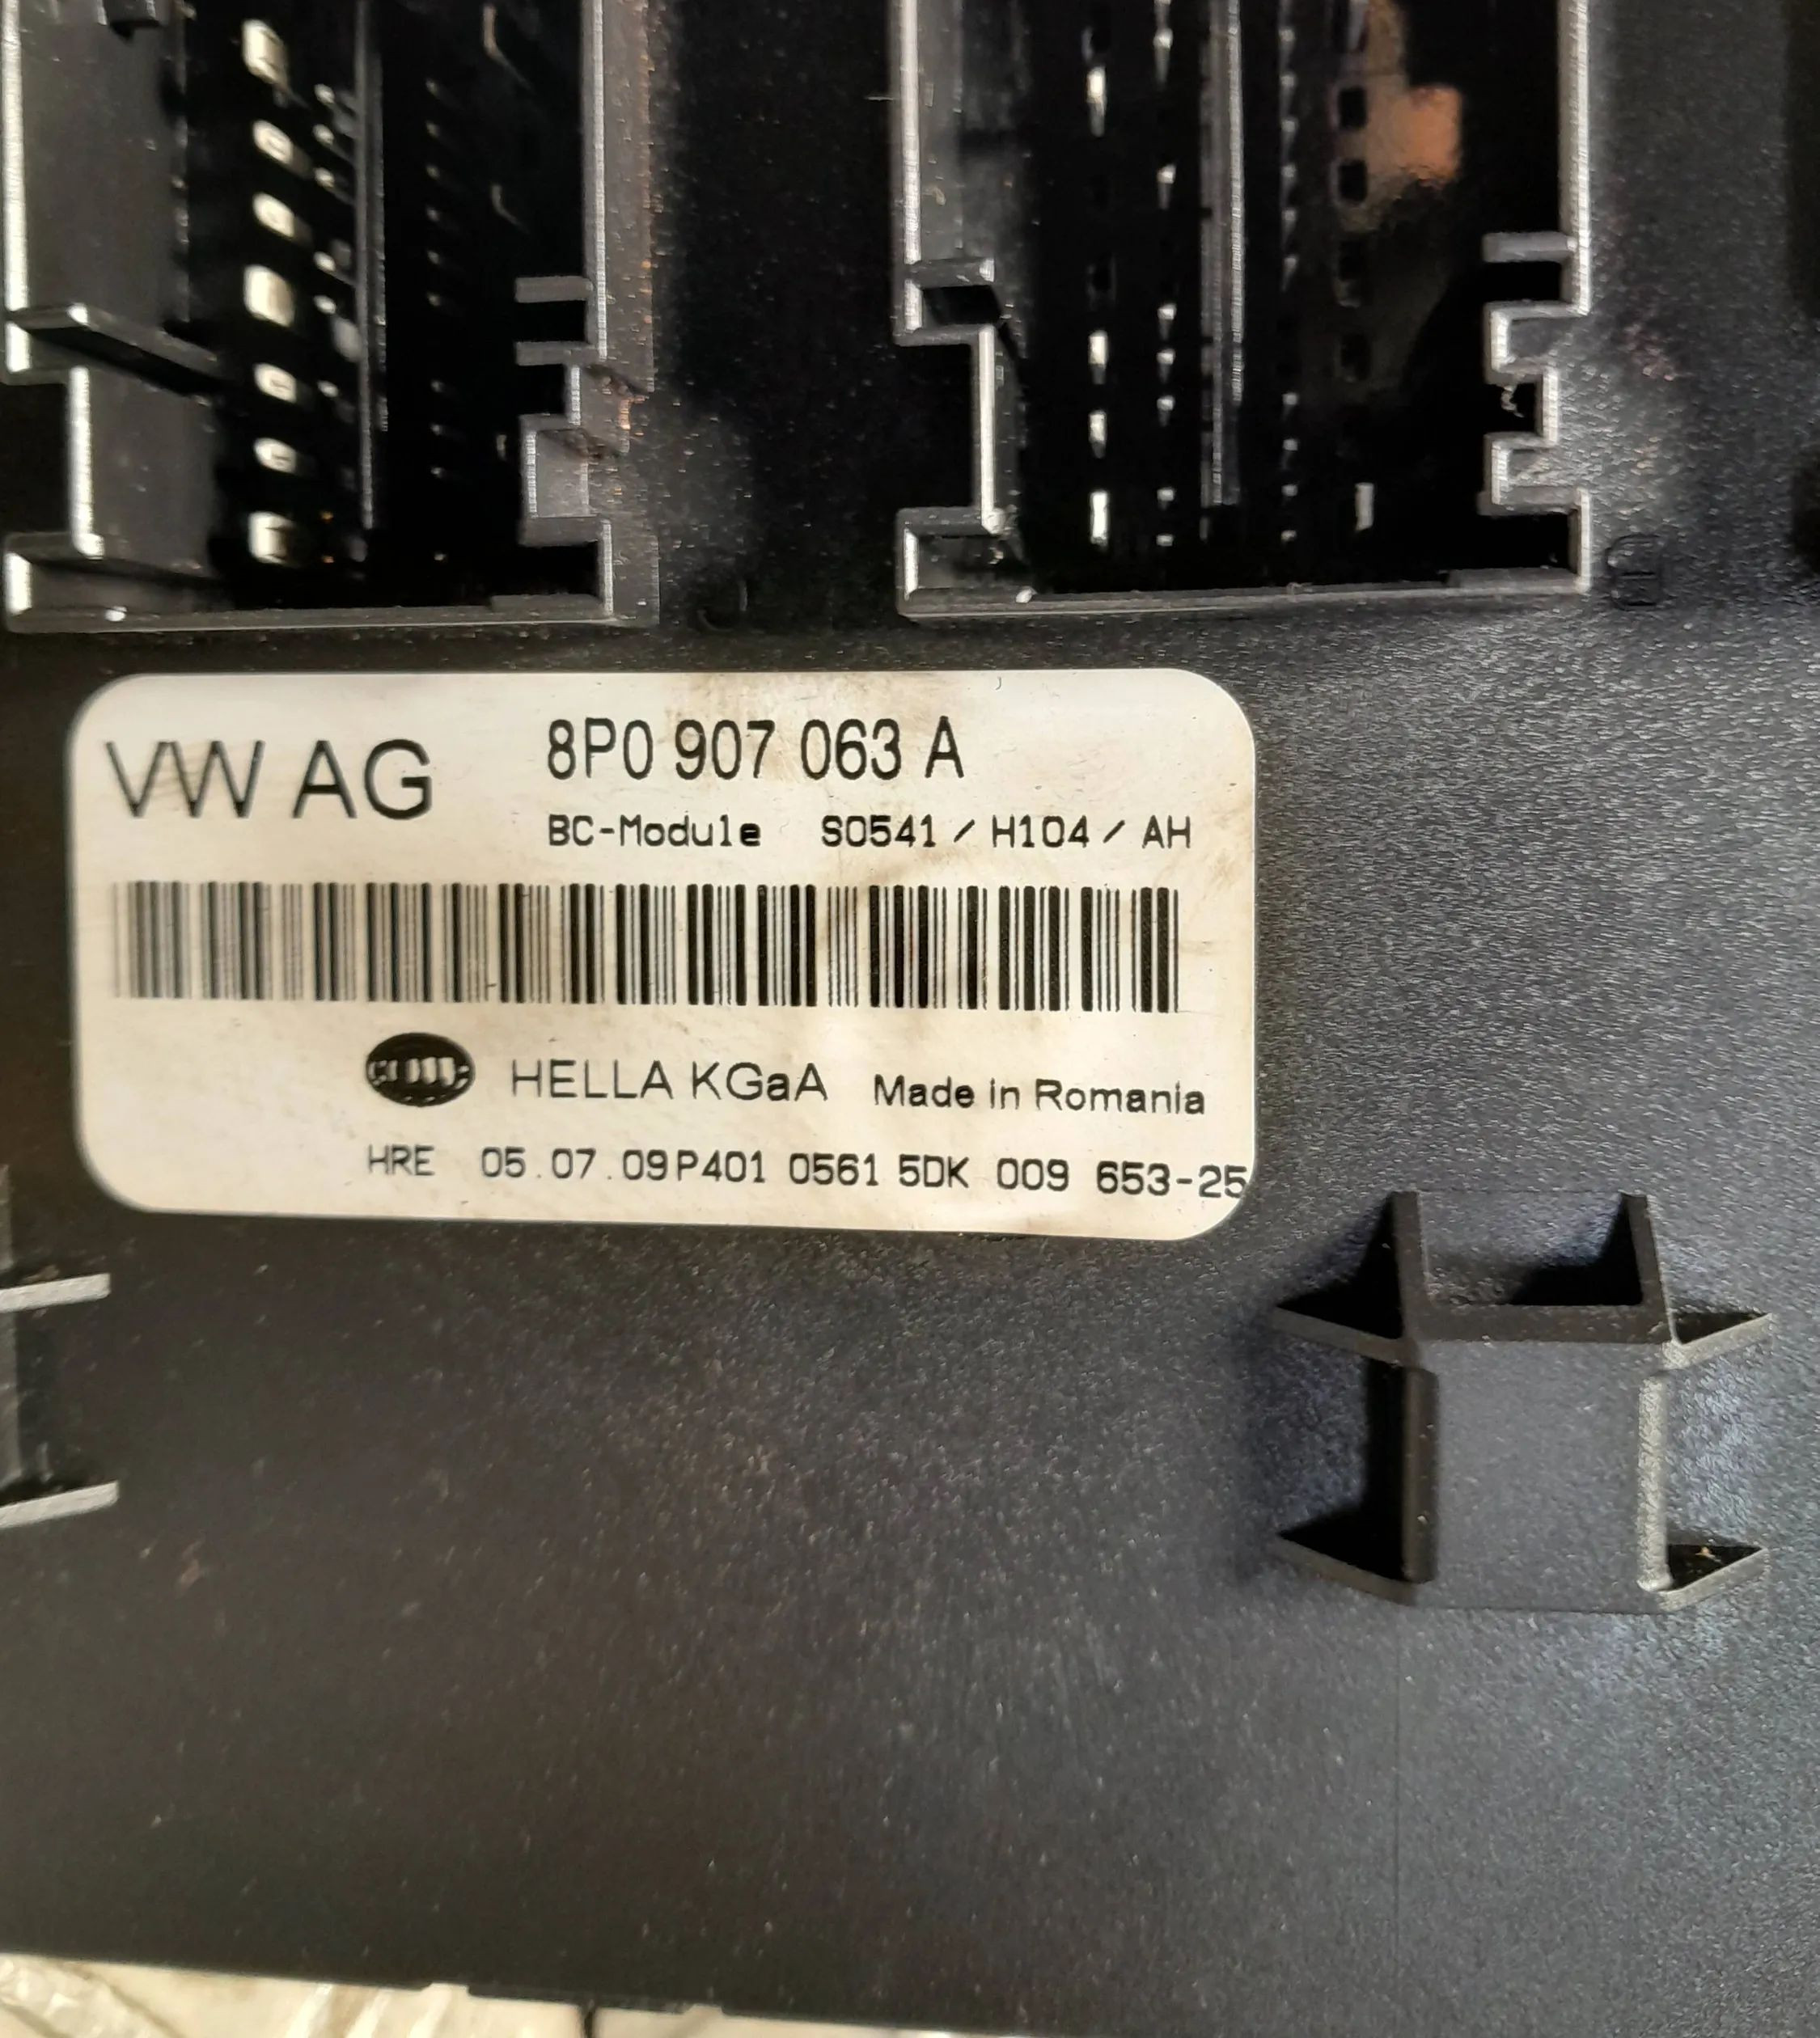 VW AG 8P0 907 063 A
BC-Module S0541 / H104 / AH
HELLA KGaA Made in Romania
HRE 05.07.09 P401 0561 5DK 009 653-25